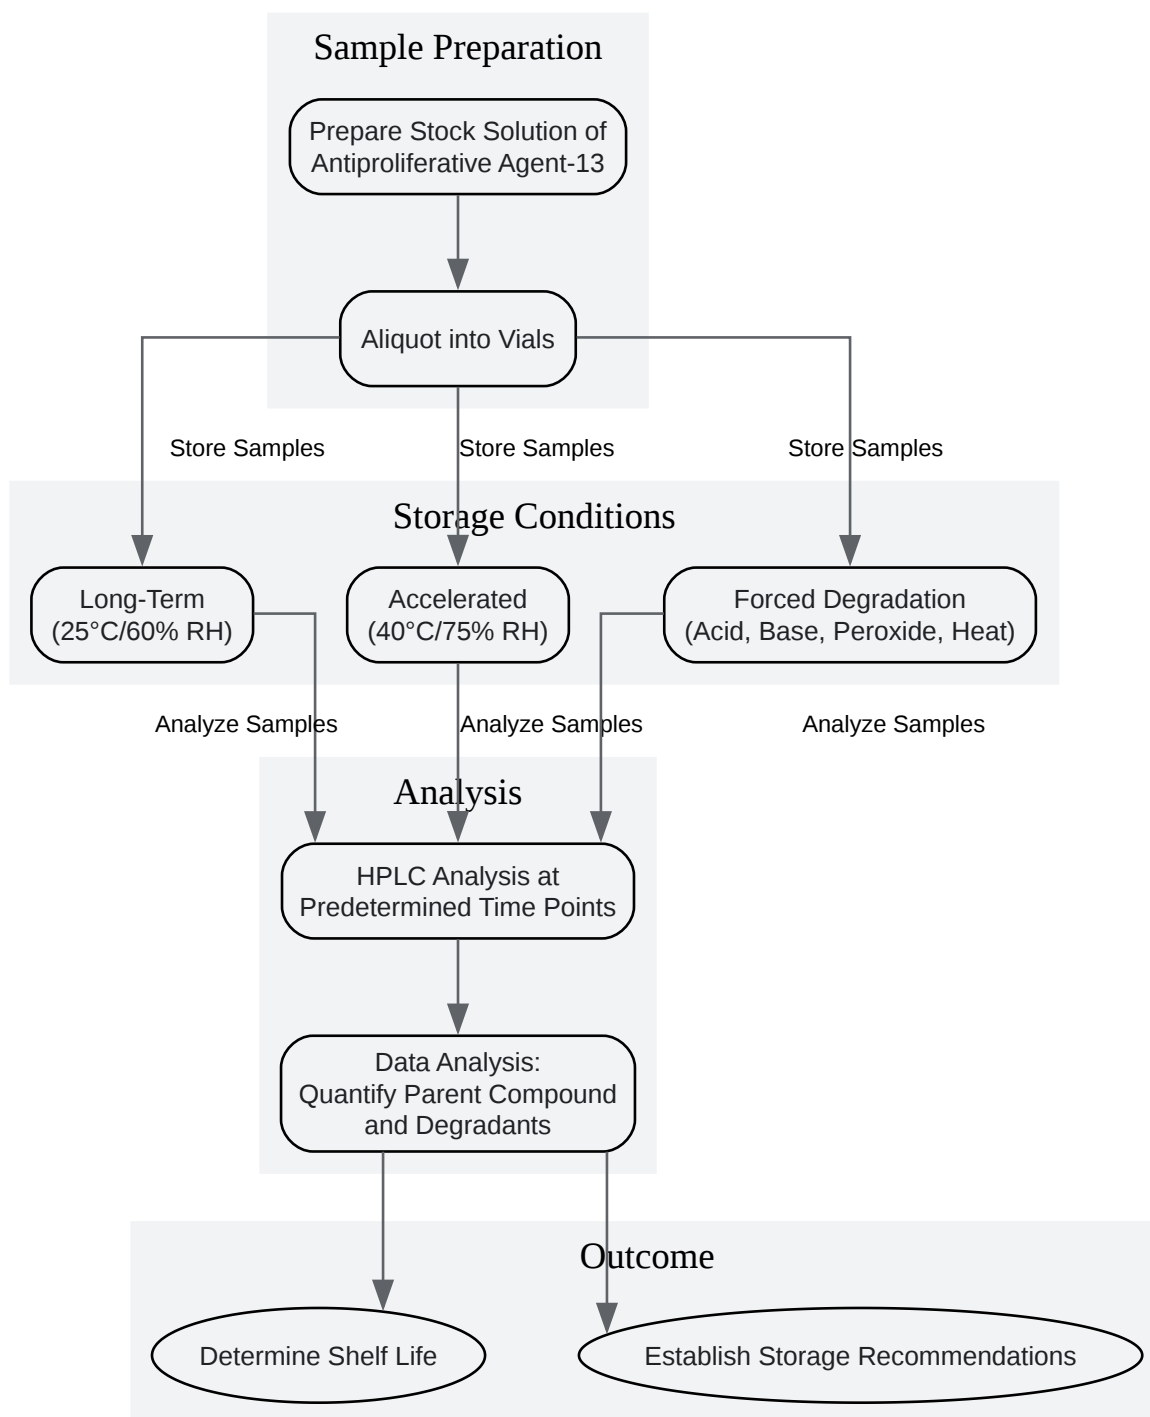 Sample Preparation
Prepare Stock Solution of
Antiproliferative Agent-13
Aliquot into Vials
Store Samples
Store Samples
Store Samples
Storage Conditions
Long-Term
(25°C/60% RH)
Accelerated
(40°C/75% RH)
Forced Degradation
(Acid, Base, Peroxide, Heat)
Analyze Samples
Analyze Samples
Analyze Samples
Analysis
HPLC Analysis at
Predetermined Time Points
Data Analysis:
Quantify Parent Compound
and Degradants
Outcome
Determine Shelf Life
Establish Storage Recommendations